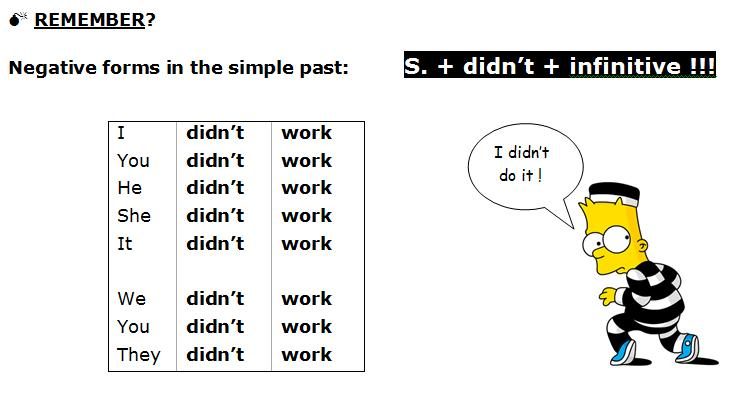 REMEMBER?
Negative forms in the simple past: S. + didn’t + infinitive !!!
I didn’t work
You didn’t work
He didn’t work
She didn’t work
It didn’t work
We didn’t work
You didn’t work
They didn’t work
I didn’t
do it !